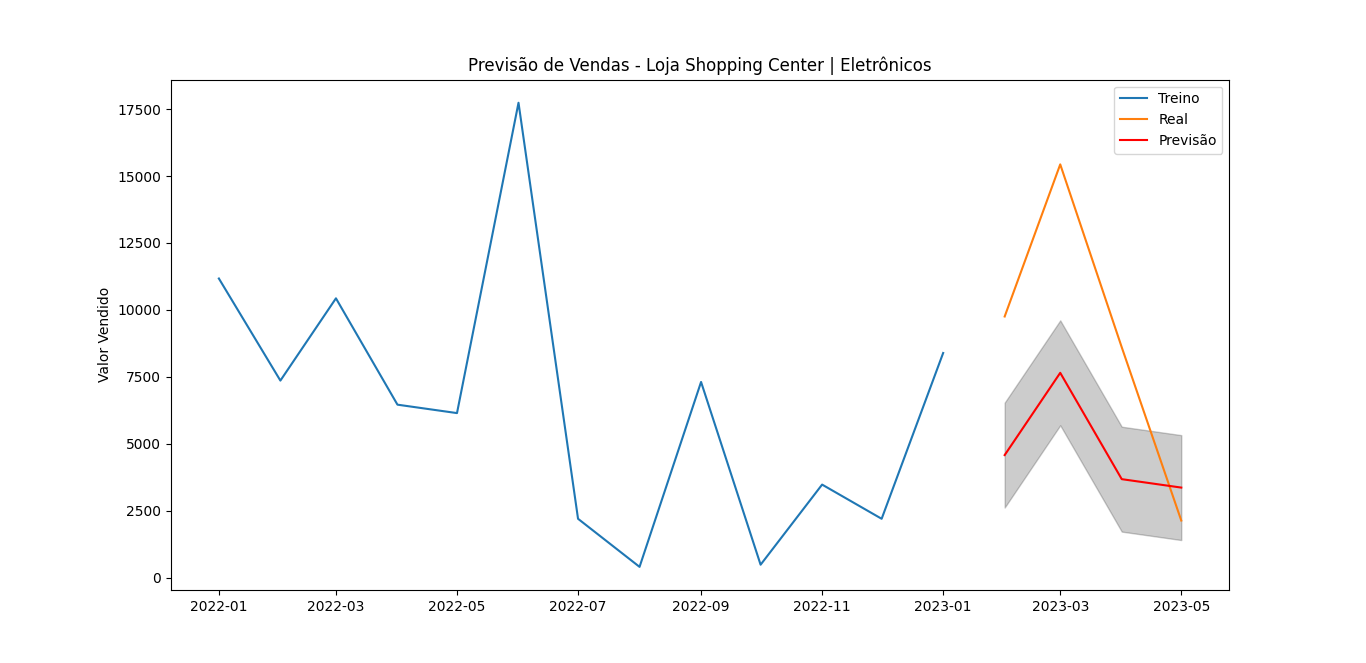 Previsão de Vendas - Loja Shopping Center | Eletrônicos
Treino
Real
Previsão
Valor Vendido
17500
15000
12500
10000
7500
5000
2500
0
2022-01 2022-03 2022-05 2022-07 2022-09 2022-11 2023-01 2023-03 2023-05